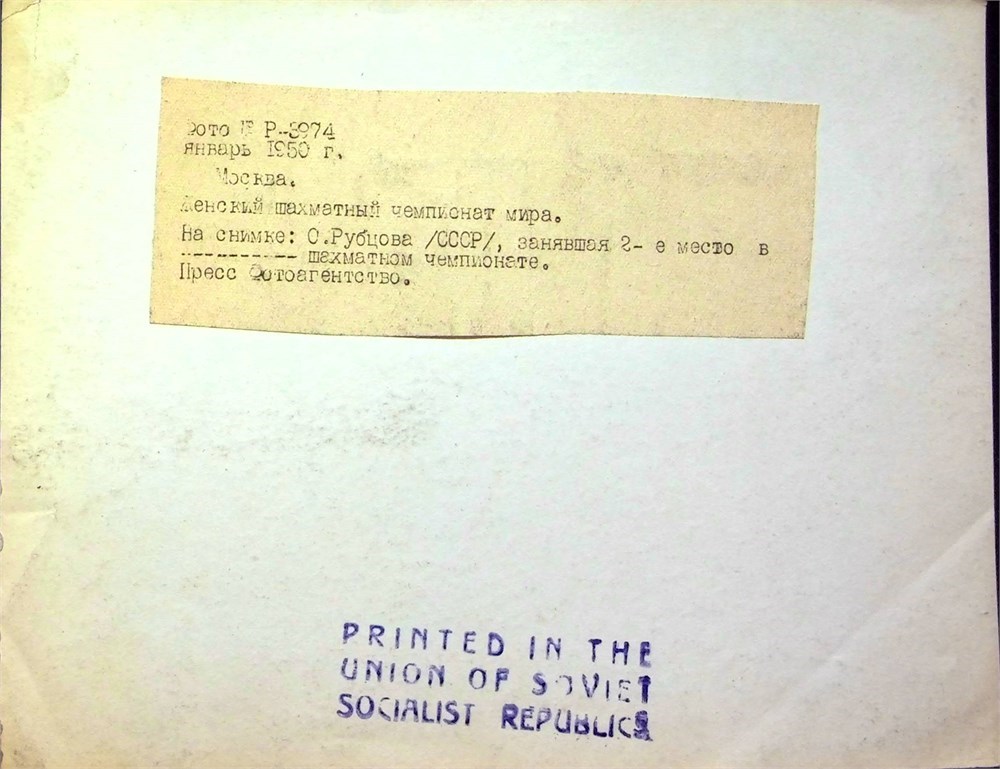 Фото № Р-3974
январь 1950 г.
Москва.
Женский шахматный чемпионат мира.
На снимке: О.Рубцова /СССР/, занявшая 2- е место в
---------- шахматном чемпионате.
Пресс Фотоагентство.
PRINTED IN THE
UNION OF SOVIET
SOCIALIST REPUBLICS